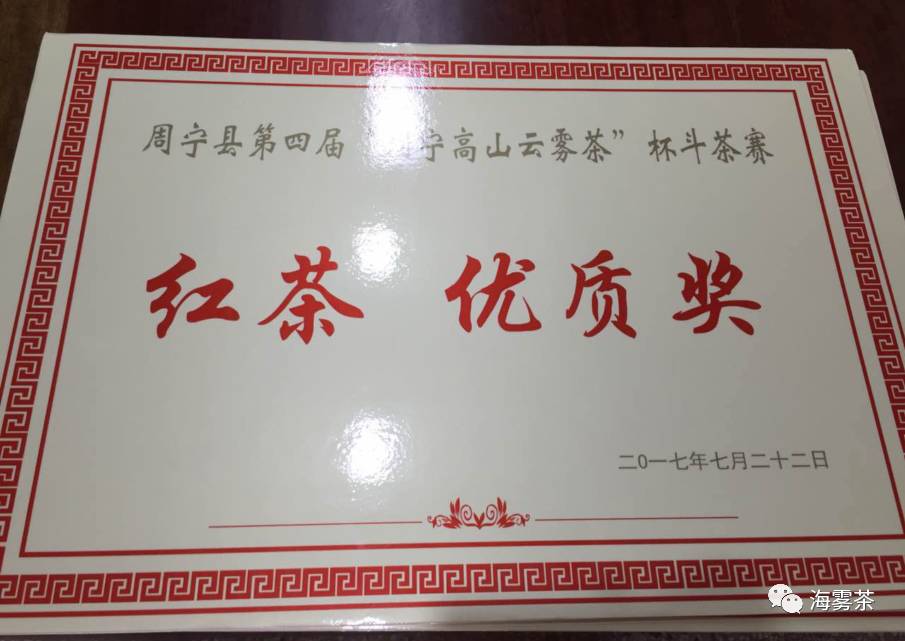 周宁县第四届 宁高山云雾茶”杯斗茶赛
红茶 优质奖
二0一七年七月二十二日
海雾茶